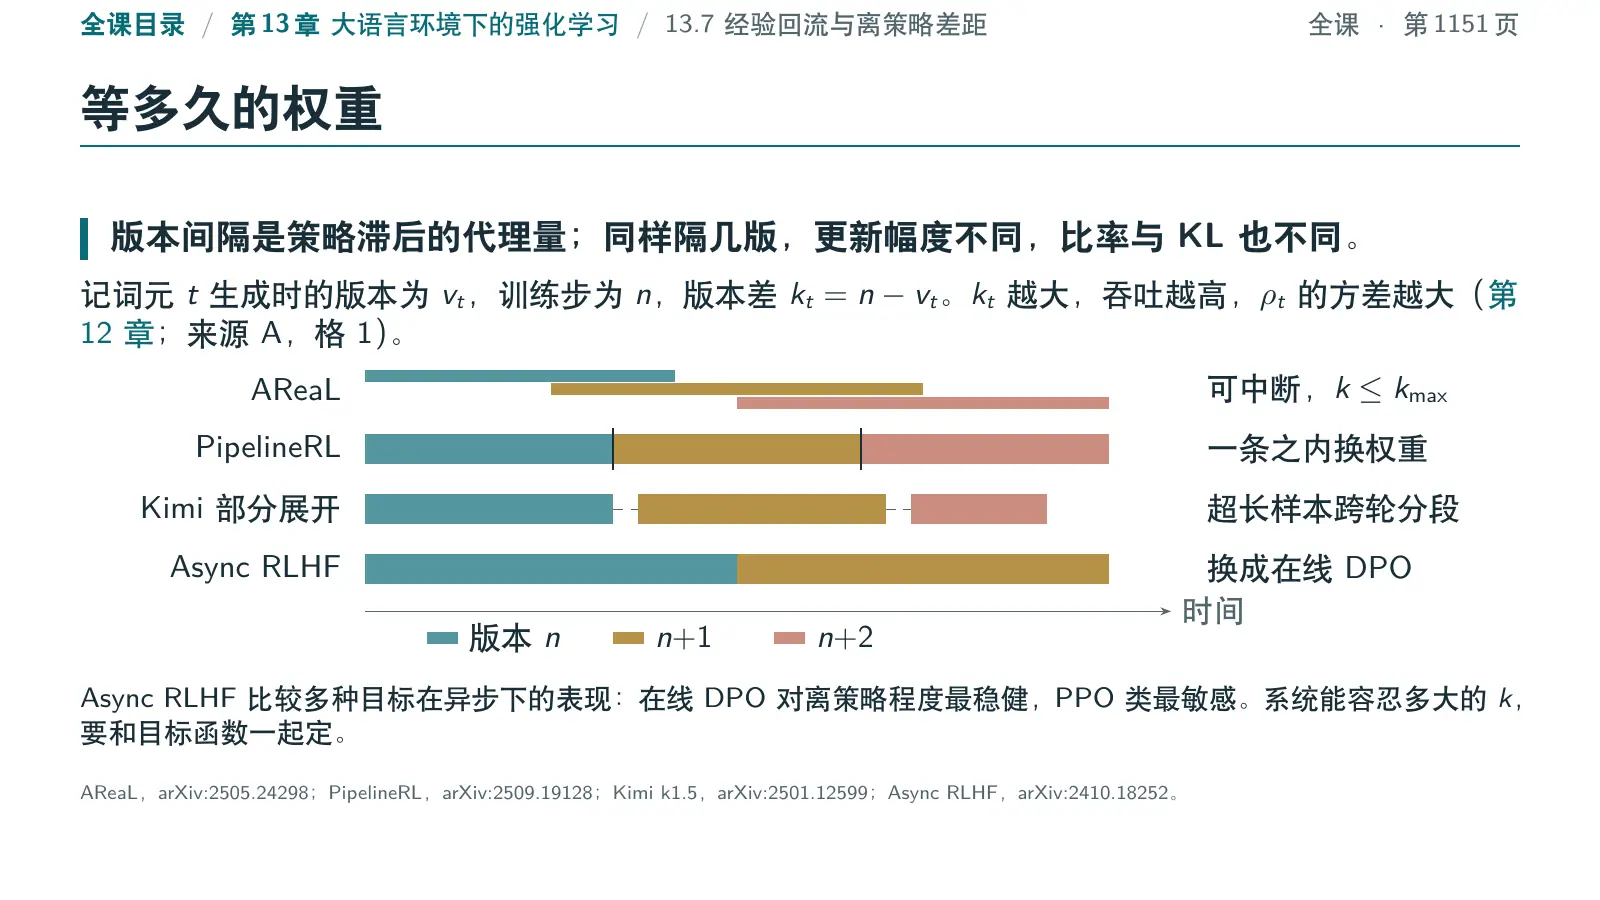 全课目录 / 第 13 章 大语言环境下的强化学习 / 13.7 经验回流与离策略差距
全课 · 第 1151 页
等多久的权重
版本间隔是策略滞后的代理量；同样隔几版，更新幅度不同，比率与 KL 也不同。
记词元 t 生成时的版本为 vₜ，训练步为 n，版本差 kₜ = n − vₜ。kₜ 越大，吞吐越高，ρₜ 的方差越大（第
12 章；来源 A，格 1）。
AReaL 可中断，k ≤ k_max
PipelineRL 一条之内换权重
Kimi 部分展开 超长样本跨轮分段
Async RLHF 换成在线 DPO
时间
版本 n n+1 n+2
Async RLHF 比较多种目标在异步下的表现：在线 DPO 对离策略程度最稳健，PPO 类最敏感。系统能容忍多大的 k，
要和目标函数一起定。
AReaL，arXiv:2505.24298；PipelineRL，arXiv:2509.19128；Kimi k1.5，arXiv:2501.12599；Async RLHF，arXiv:2410.18252。